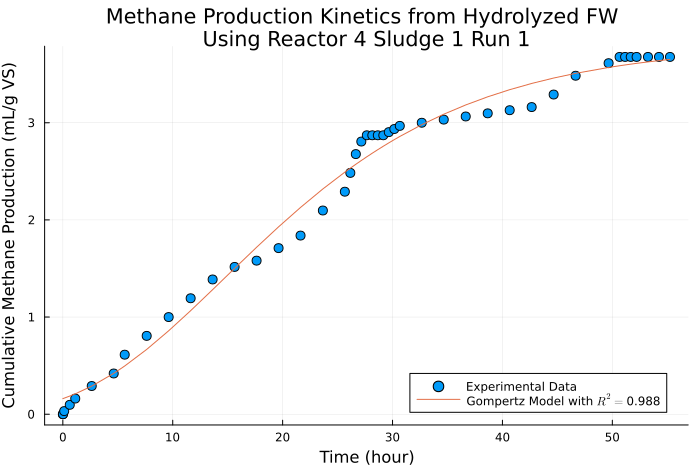 Methane Production Kinetics from Hydrolyzed FW
Using Reactor 4 Sludge 1 Run 1
Cumulative Methane Production (mL/g VS)
3
2
1
0
Experimental Data
Gompertz Model with R² = 0.988
0 10 20 30 40 50
Time (hour)